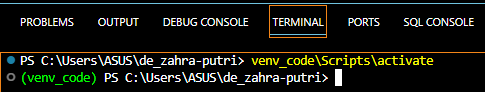 PROBLEMS OUTPUT DEBUG CONSOLE TERMINAL PORTS SQL CONSOLE
PS C:\Users\ASUS\de_zahra-putri> venv_code\Scripts\activate
(venv_code) PS C:\Users\ASUS\de_zahra-putri>